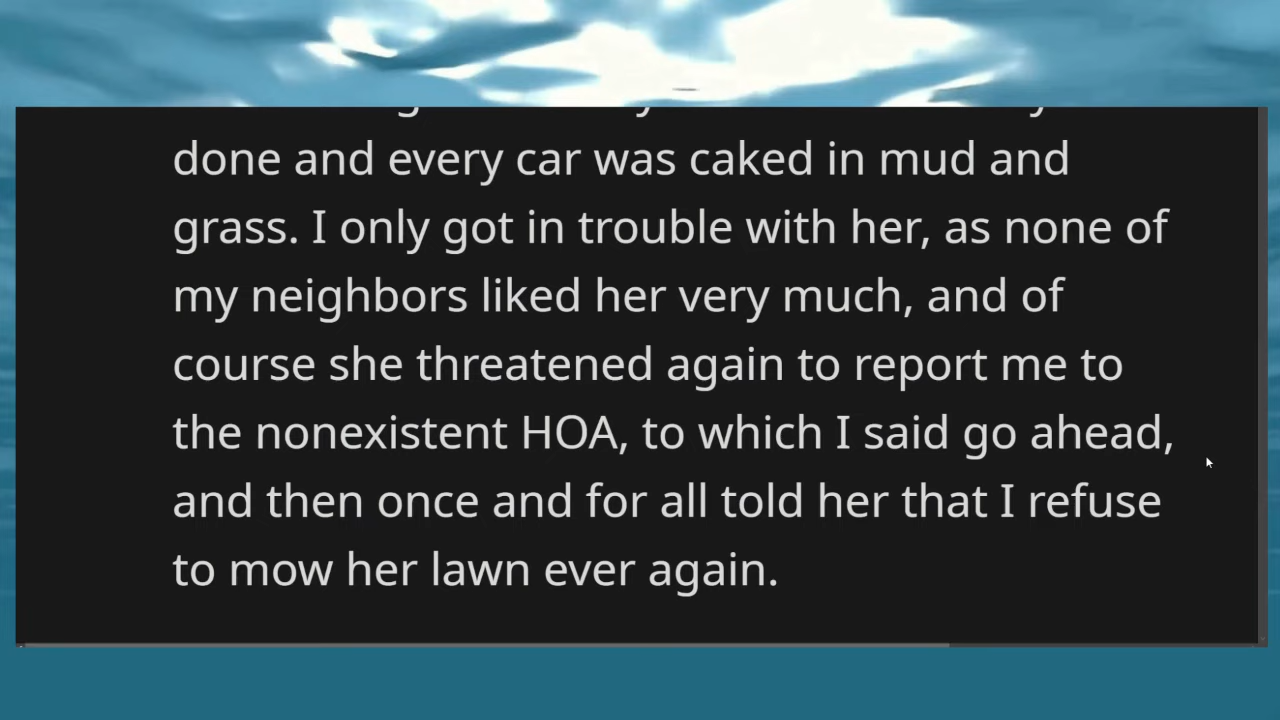 done and every car was caked in mud and
grass. I only got in trouble with her, as none of
my neighbors liked her very much, and of
course she threatened again to report me to
the nonexistent HOA, to which I said go ahead,
and then once and for all told her that I refuse
to mow her lawn ever again.